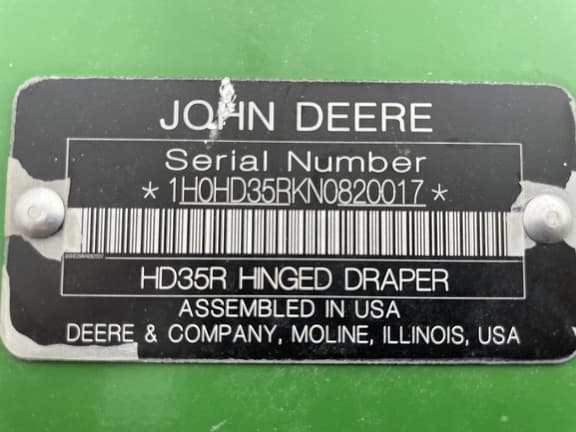 JOHN DEERE
Serial Number
*1H0HD35RKN0820017*
HD35R HINGED DRAPER
ASSEMBLED IN USA
DEERE & COMPANY, MOLINE, ILLINOIS, USA